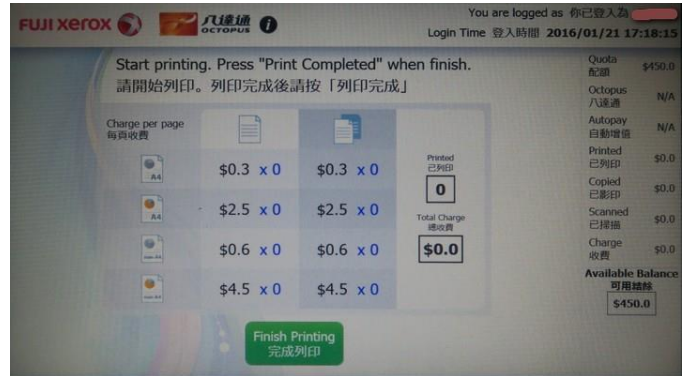 FUJI XEROX 八達通 OCTOPUS i
You are logged as 你已登入為
Login Time 登入時間 2016/01/21 17:18:15
Start printing. Press "Print Completed" when finish.
請開始列印。列印完成後請按「列印完成」
Charge per page
每頁收費
A4
$0.3 x 0 $0.3 x 0
A4
$2.5 x 0 $2.5 x 0
$0.6 x 0 $0.6 x 0
$4.5 x 0 $4.5 x 0
Printed
已列印
0
Total Charge
總收費
$0.0
Finish Printing
完成列印
Quota
配額 $450.0
Octopus
八達通 N/A
Autopay
自動增值 N/A
Printed
已列印 $0.0
Copied
已影印 $0.0
Scanned
已掃描 $0.0
Charge
收費 $0.0
Available Balance
可用結餘
$450.0